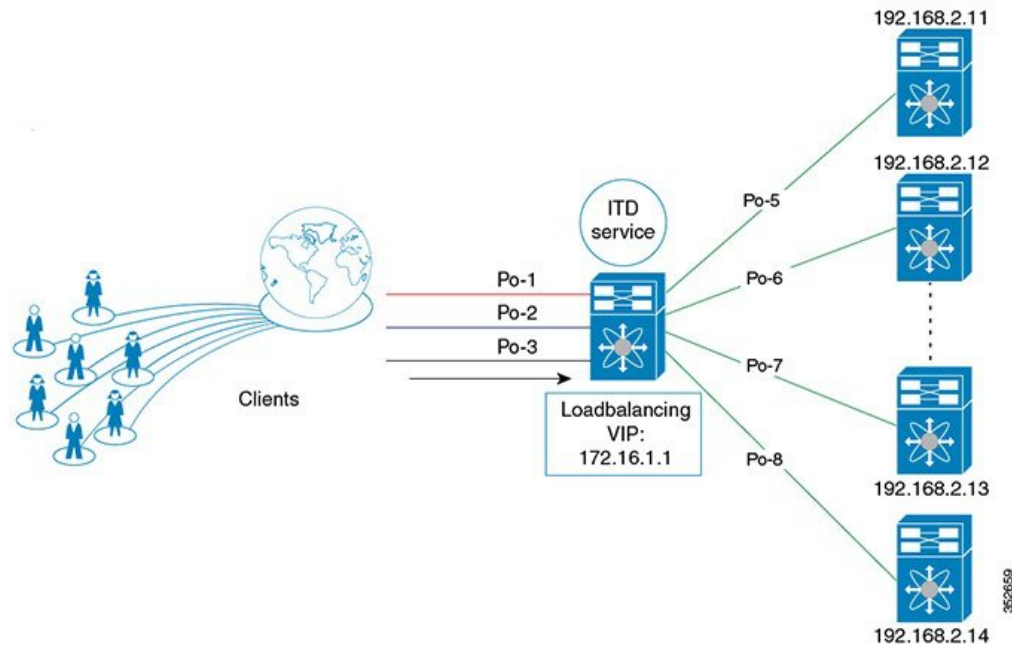 192.168.2.11
192.168.2.12
Po-5
ITD
service
Po-6
Po-1
Po-2
Po-3
Po-7
Clients
Loadbalancing
VIP:
172.16.1.1
Po-8
192.168.2.13
352659
192.168.2.14